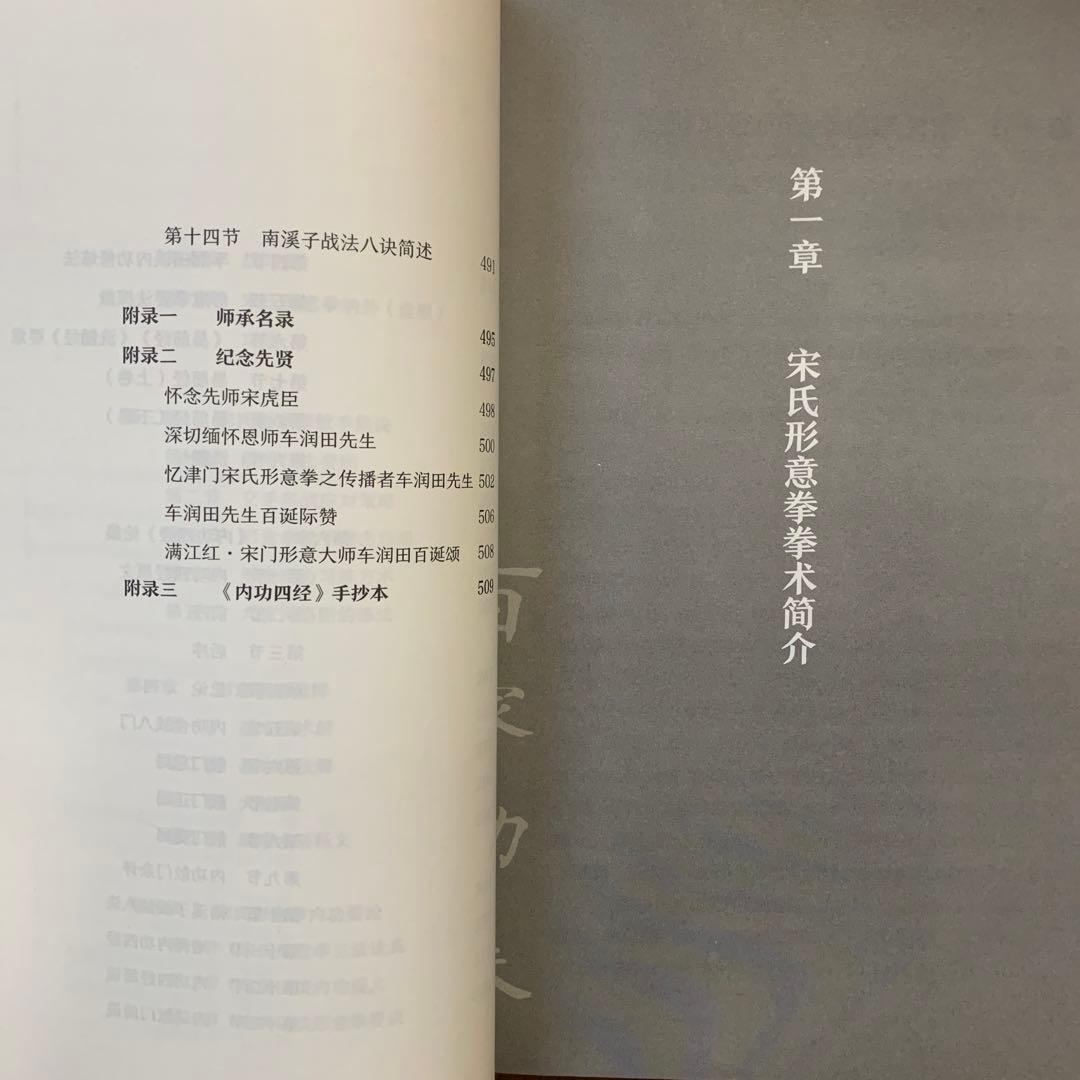 第十四节 南溪子战法八诀简述 491
附录一 师承名录 495
附录二 纪念先贤 497
怀念先师宋虎臣 498
深切缅怀恩师车润田先生 500
忆津门宋氏形意拳之传播者车润田先生 502
车润田先生百诞际赞 506
满江红·宋门形意大师车润田百诞颂 508
附录三 《内功四经》手抄本 509
第一章 宋氏形意拳拳术简介